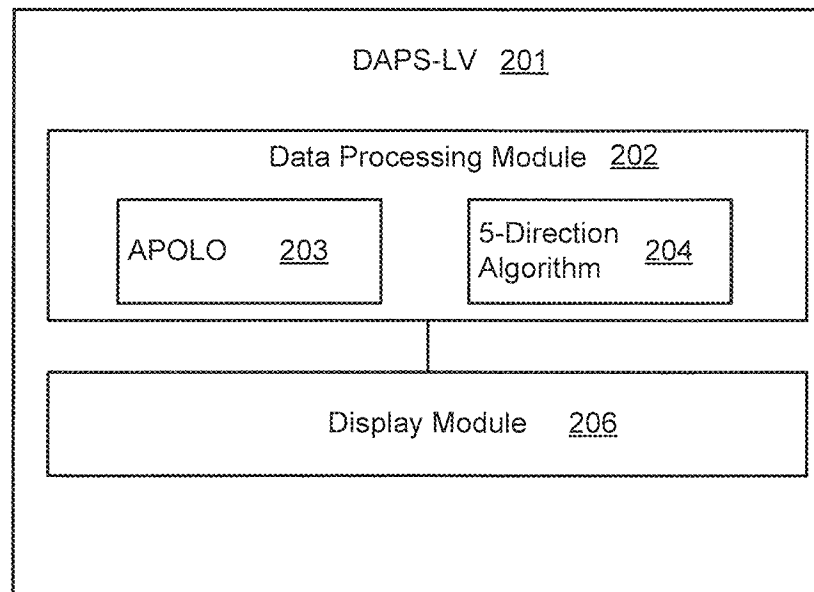 DAPS-LV 201
Data Processing Module 202
APOLO 203
5-Direction
Algorithm 204
Display Module 206